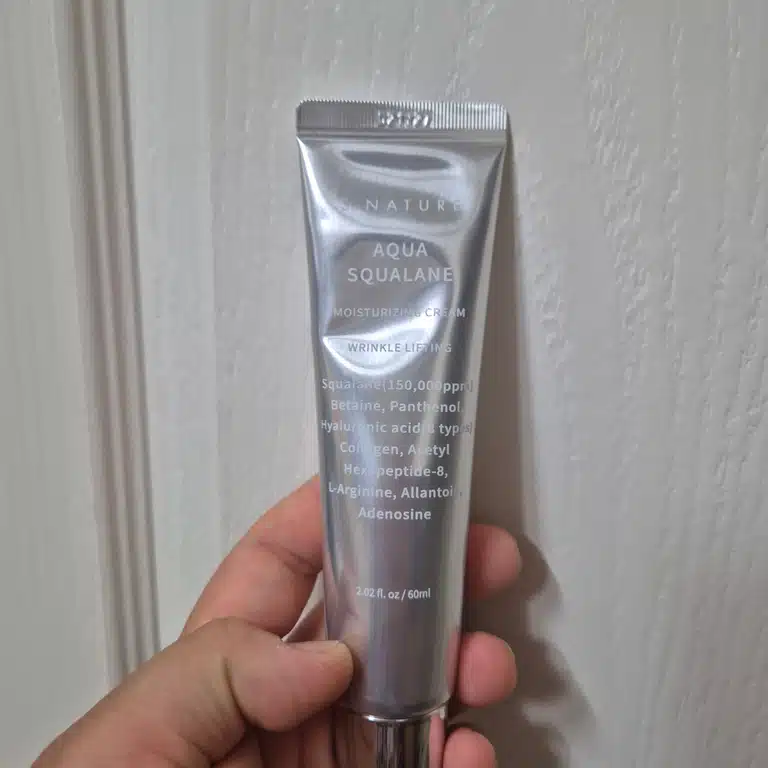 NATURE
AQUA
SQUALANE
MOISTURIZING CREAM
WRINKLE LIFTING
Squalane(150,000ppm)
Betaine, Panthenol,
Hyaluronic acid(8 types)
Collagen, Acetyl
Hexapeptide-8,
L-Arginine, Allantoin,
Adenosine
2.02 fl. oz / 60ml